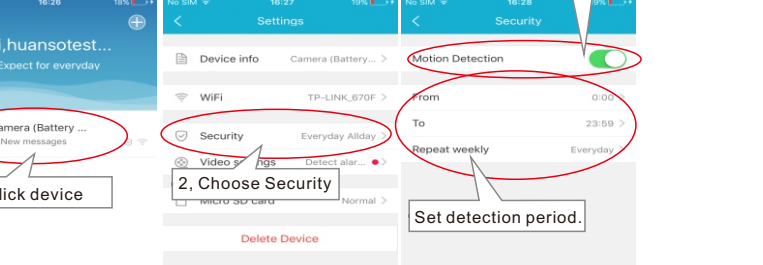 16:26
18%
i,huansotest...
Expect for everyday
amera (Battery ...
New messages
lick device
No SIM
16:27
19%
Settings
Device info
Camera (Battery... >
WiFi
TP-LINK_670F >
Security
Everyday Allday >
Video settings
Detect alar... >
2, Choose Security
Micro SD card
Normal >
Delete Device
No SIM
16:28
9%
Security
Motion Detection
From
0:00 >
To
23:59 >
Repeat weekly
Everyday >
Set detection period.